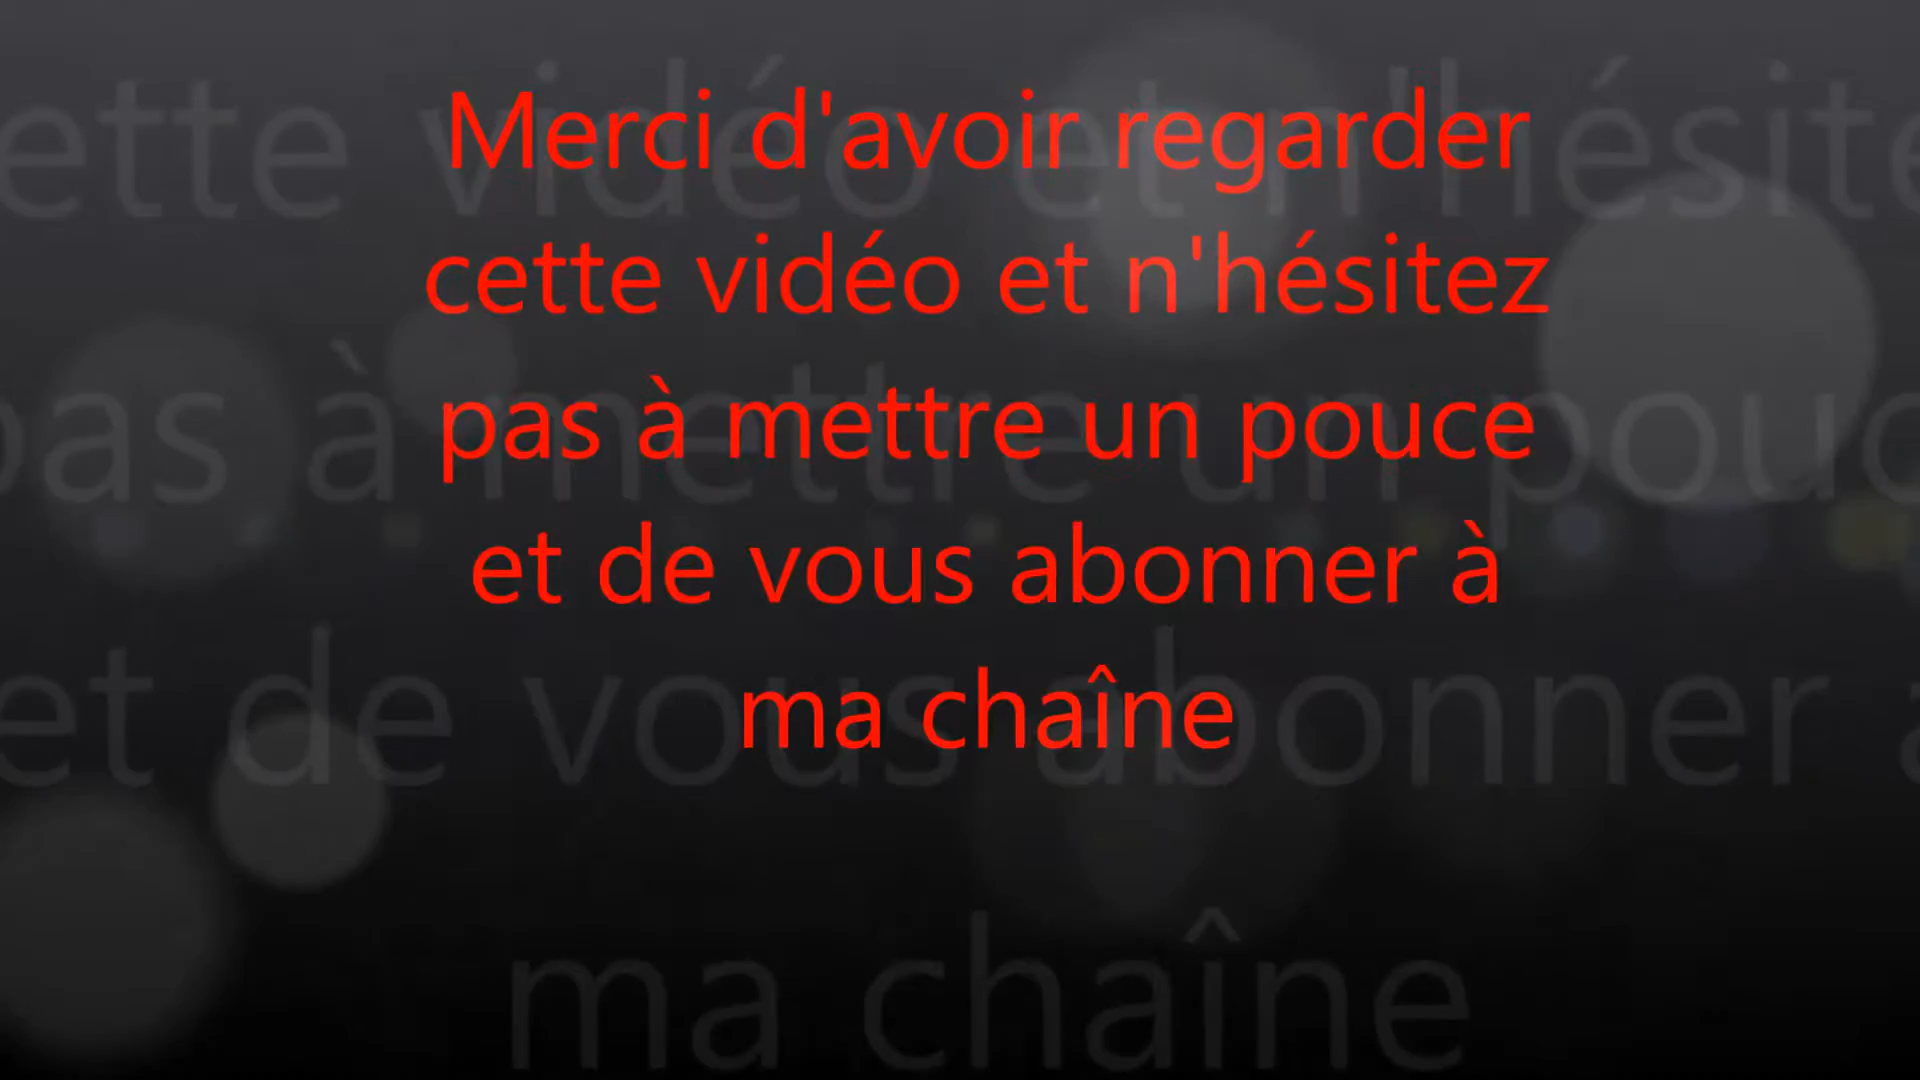 Merci d'avoir regarder
cette vidéo et n'hésitez
pas à mettre un pouce
et de vous abonner à
ma chaîne